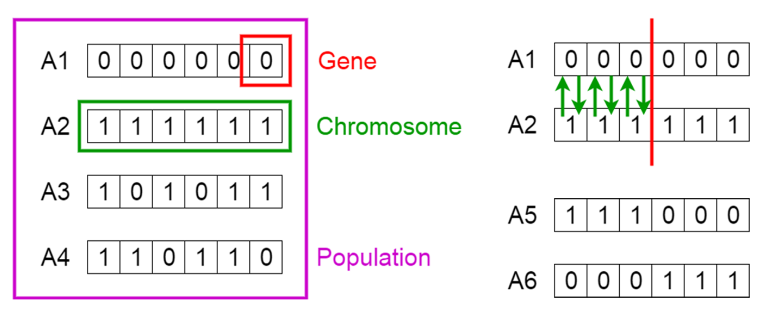 A1 0 0 0 0 0 0 Gene
A2 1 1 1 1 1 1 Chromosome
A3 1 0 1 0 1 1
A4 1 1 0 1 1 0 Population
A1 0 0 0 0 0 0
A2 1 1 1 1 1 1
A5 1 1 1 0 0 0
A6 0 0 0 1 1 1